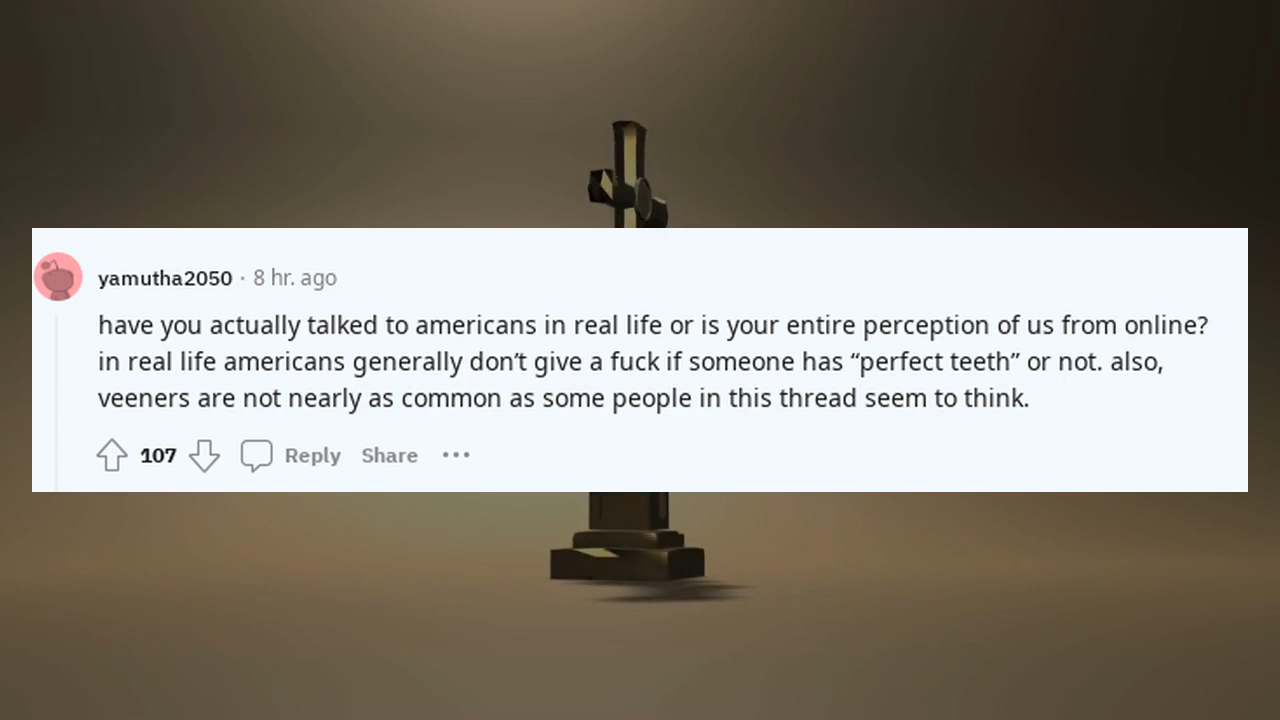 yamutha2050 · 8 hr. ago
have you actually talked to americans in real life or is your entire perception of us from online?
in real life americans generally don’t give a fuck if someone has “perfect teeth” or not. also,
veeners are not nearly as common as some people in this thread seem to think.
107 Reply Share ···